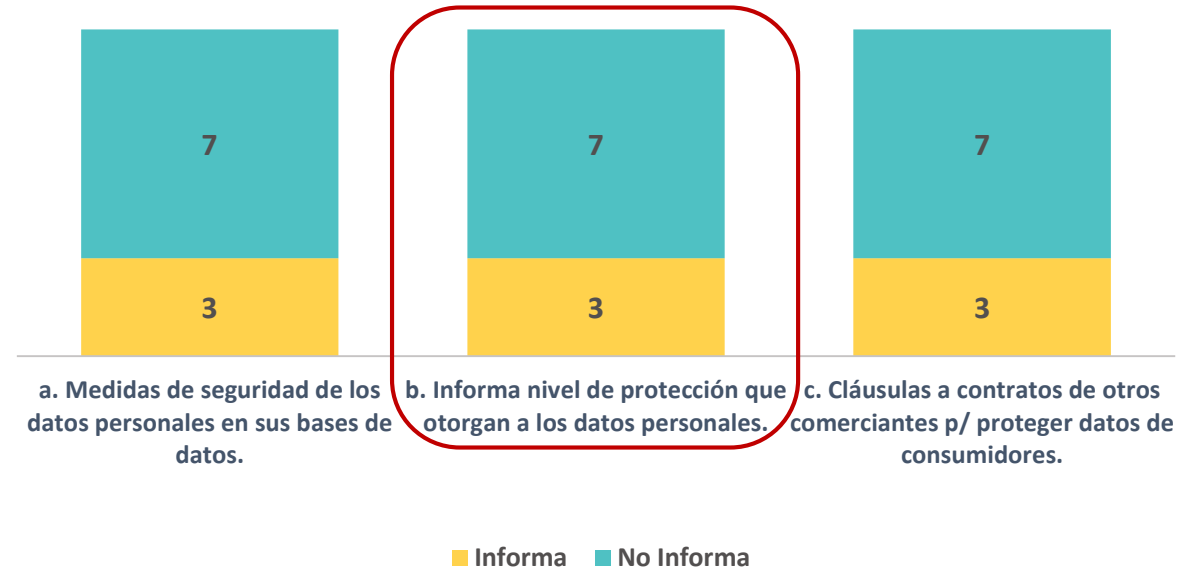 7
7
7
3
3
3
a. Medidas de seguridad de los
datos personales en sus bases de
datos.
b. Informa nivel de protección que
otorgan a los datos personales.
c. Cláusulas a contratos de otros
comerciantes p/ proteger datos de
consumidores.
Informa
No Informa